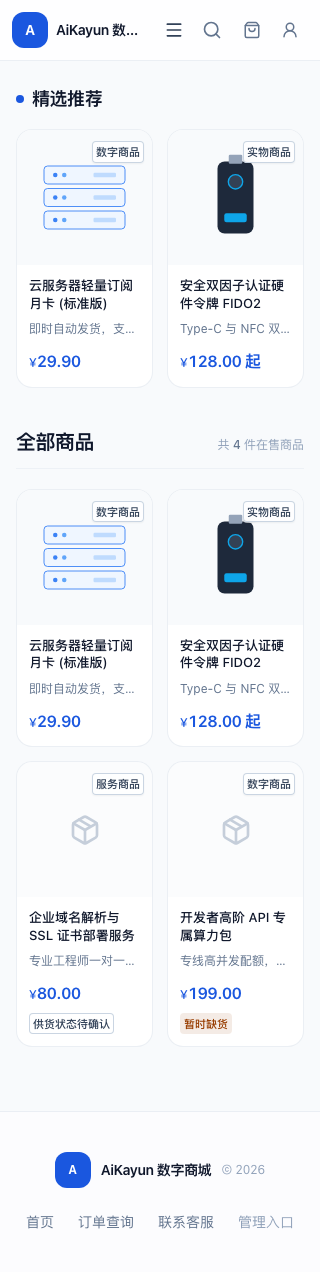 A
AiKayun 数...
精选推荐
数字商品
云服务器轻量订阅
月卡 (标准版)
即时自动发货，支...
¥29.90
实物商品
安全双因子认证硬
件令牌 FIDO2
Type-C 与 NFC 双...
¥128.00 起
全部商品
共 4 件在售商品
数字商品
云服务器轻量订阅
月卡 (标准版)
即时自动发货，支...
¥29.90
实物商品
安全双因子认证硬
件令牌 FIDO2
Type-C 与 NFC 双...
¥128.00 起
服务商品
企业域名解析与
SSL 证书部署服务
专业工程师一对一...
¥80.00
供货状态待确认
数字商品
开发者高阶 API 专
属算力包
专线高并发配额，...
¥199.00
暂时缺货
A
AiKayun 数字商城 © 2026
首页 订单查询 联系客服 管理入口